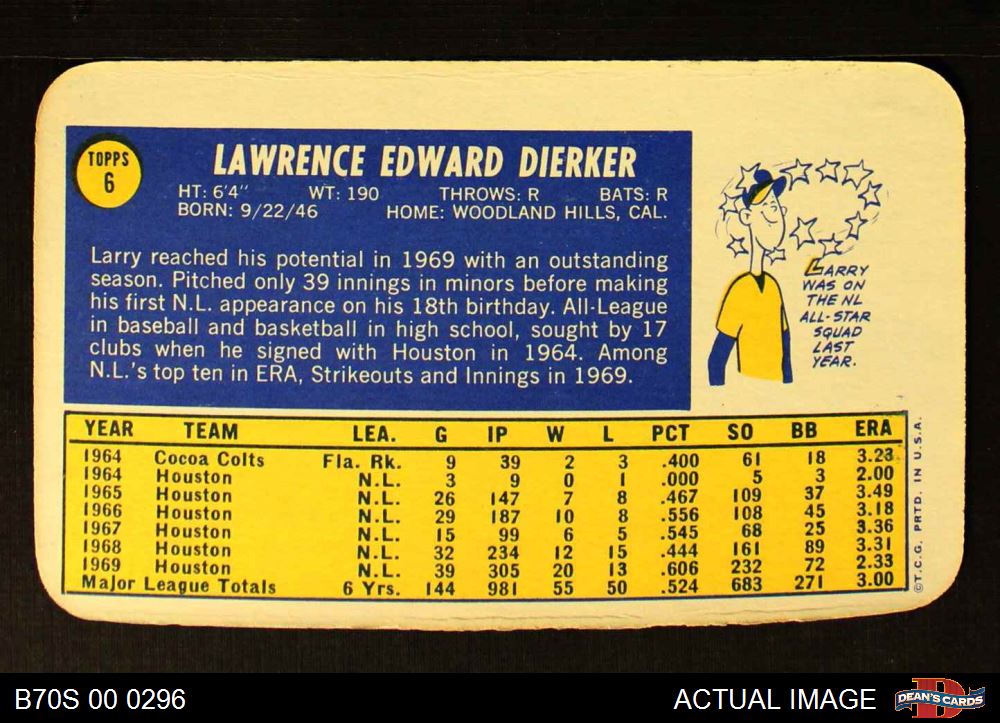 TOPPS
6
LAWRENCE EDWARD DIERKER
HT: 6'4" WT: 190 THROWS: R BATS: R
BORN: 9/22/46 HOME: WOODLAND HILLS, CAL.
Larry reached his potential in 1969 with an outstanding
season. Pitched only 39 innings in minors before making
his first N.L. appearance on his 18th birthday. All-League
in baseball and basketball in high school, sought by 17
clubs when he signed with Houston in 1964. Among
N.L.'s top ten in ERA, Strikeouts and Innings in 1969.
LARRY
WAS ON
THE NL
ALL-STAR
SQUAD
LAST
YEAR.
YEAR TEAM LEA. G IP W L PCT SO BB ERA
1964 Cocoa Colts Fla. Rk. 9 39 2 3 .400 61 18 3.23
1964 Houston N.L. 3 9 0 1 .000 5 3 2.00
1965 Houston N.L. 26 147 7 8 .467 109 37 3.49
1966 Houston N.L. 29 187 10 8 .556 108 45 3.18
1967 Houston N.L. 15 99 6 5 .545 68 25 3.36
1968 Houston N.L. 32 234 12 15 .444 161 89 3.31
1969 Houston N.L. 39 305 20 13 .606 232 72 2.33
Major League Totals 6 Yrs. 144 981 55 50 .524 683 271 3.00
©T.C.G. PRTD. IN U.S.A.
B70S 00 0296
ACTUAL IMAGE
DEAN'S CARDS